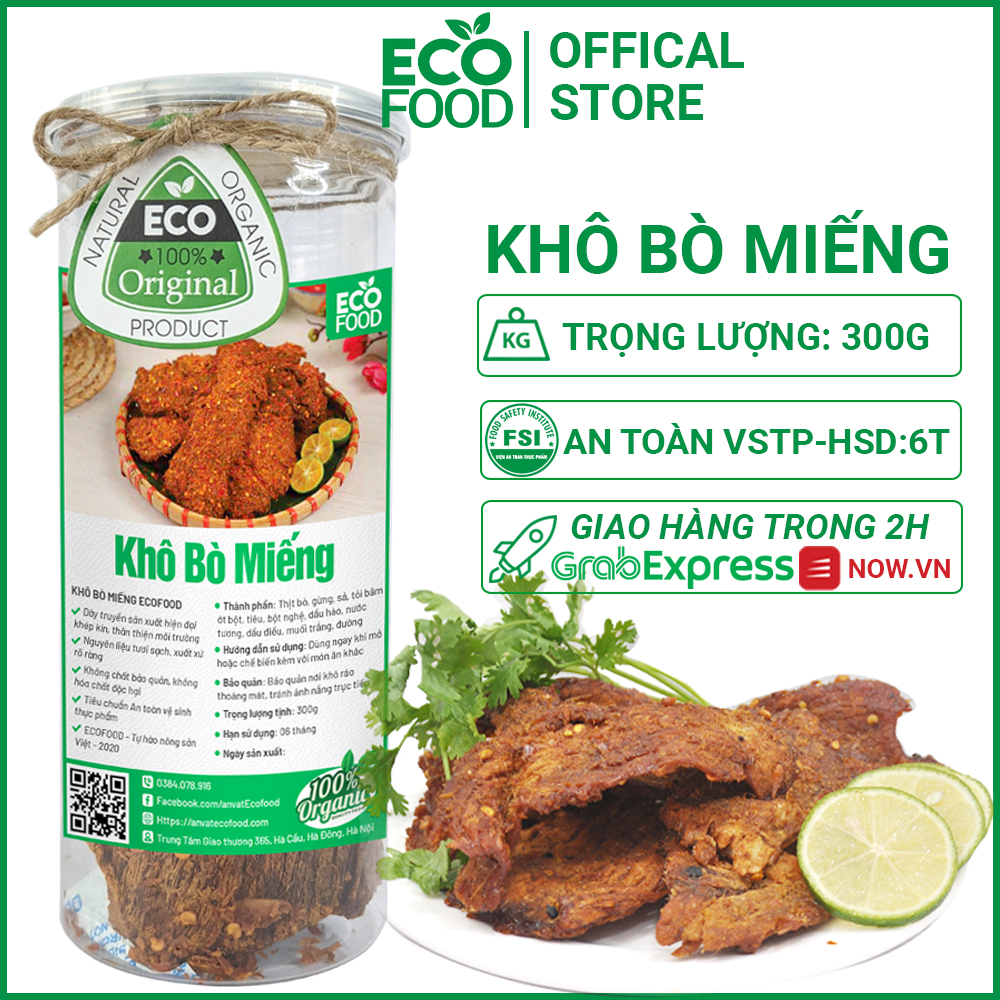 ECO
FOOD
OFFICAL
STORE
NATURAL
ORGANIC
ECO
100%
Original
PRODUCT
ECO
FOOD
Khô Bò Miếng
KHÔ BÒ MIẾNG ECOFOOD
Dây truyền sản xuất hiện đại
khép kín, thân thiện môi trường
Nguyên liệu tươi sạch, xuất xứ
rõ ràng
Không chất bảo quản, không
hóa chất độc hại
Tiêu chuẩn An toàn vệ sinh
thực phẩm
ECOFOOD - Tự hào nông sản
Việt - 2020
• Thành phần: Thịt bò, gừng, sả, tỏi băm
ớt bột, tiêu, bột nghệ, dầu hào, nước
tương, dầu điều, muối trắng, đường
• Hướng dẫn sử dụng: Dùng ngay khi mở
hoặc chế biến kèm với món ăn khác
• Bảo quản: Bảo quản nơi khô ráo
thoáng mát, tránh ánh nắng trực tiếp
• Trọng lượng tịnh: 300g
• Hạn sử dụng: 06 tháng
• Ngày sản xuất:
0384.078.916
Facebook.com/anvatEcofood
Https://anvatecofood.com
Trung Tâm Giao thương 365, Hà Cầu, Hà Đông, Hà Nội
100%
Organic
KHÔ BÒ MIẾNG
KG
TRỌNG LƯỢNG: 300G
FOOD SAFETY INSTITUTE
FSI
VIỆN AN TOÀN THỰC PHẨM
AN TOÀN VSTP-HSD:6T
GIAO HÀNG TRONG 2H
GrabExpress
NOW.VN